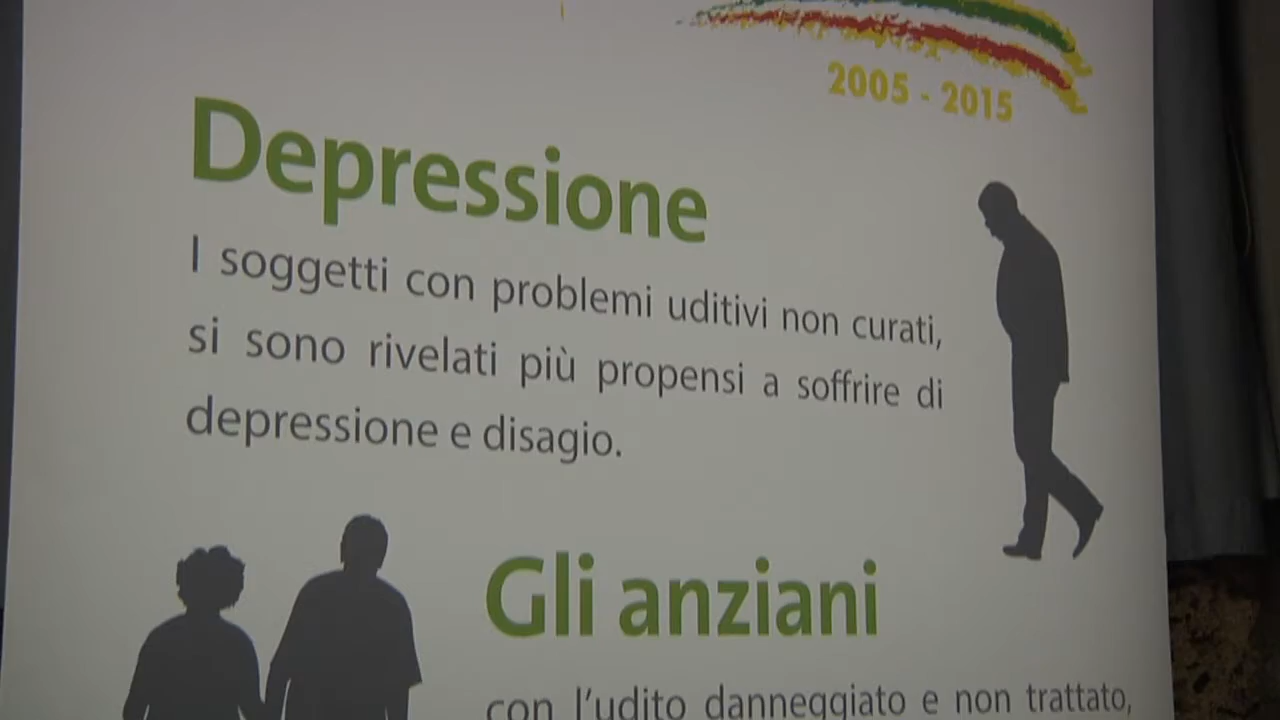 2005 - 2015
Depressione
I soggetti con problemi uditivi non curati,
si sono rivelati più propensi a soffrire di
depressione e disagio.
Gli anziani
con l'udito danneggiato e non trattato,